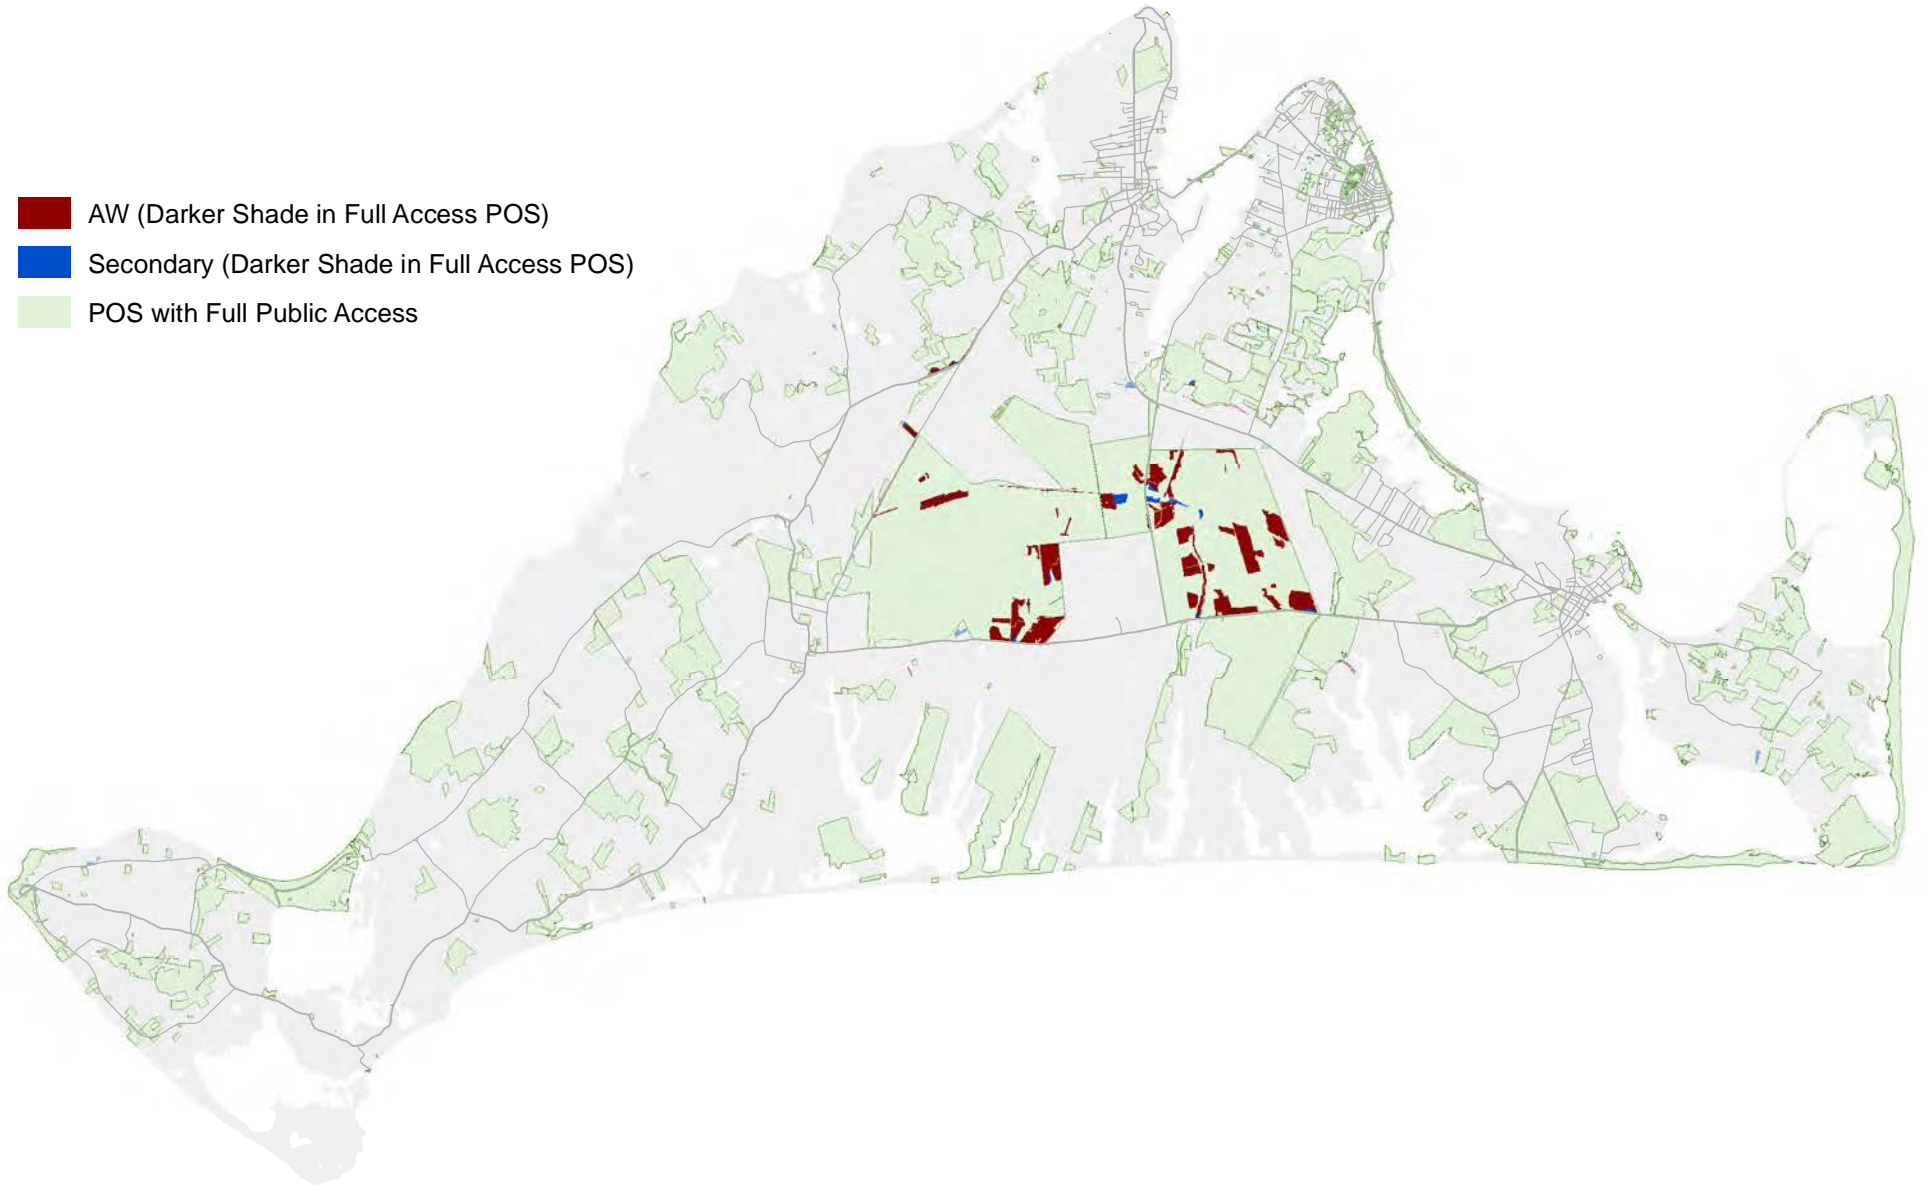 AW (Darker Shade in Full Access POS)
Secondary (Darker Shade in Full Access POS)
POS with Full Public Access